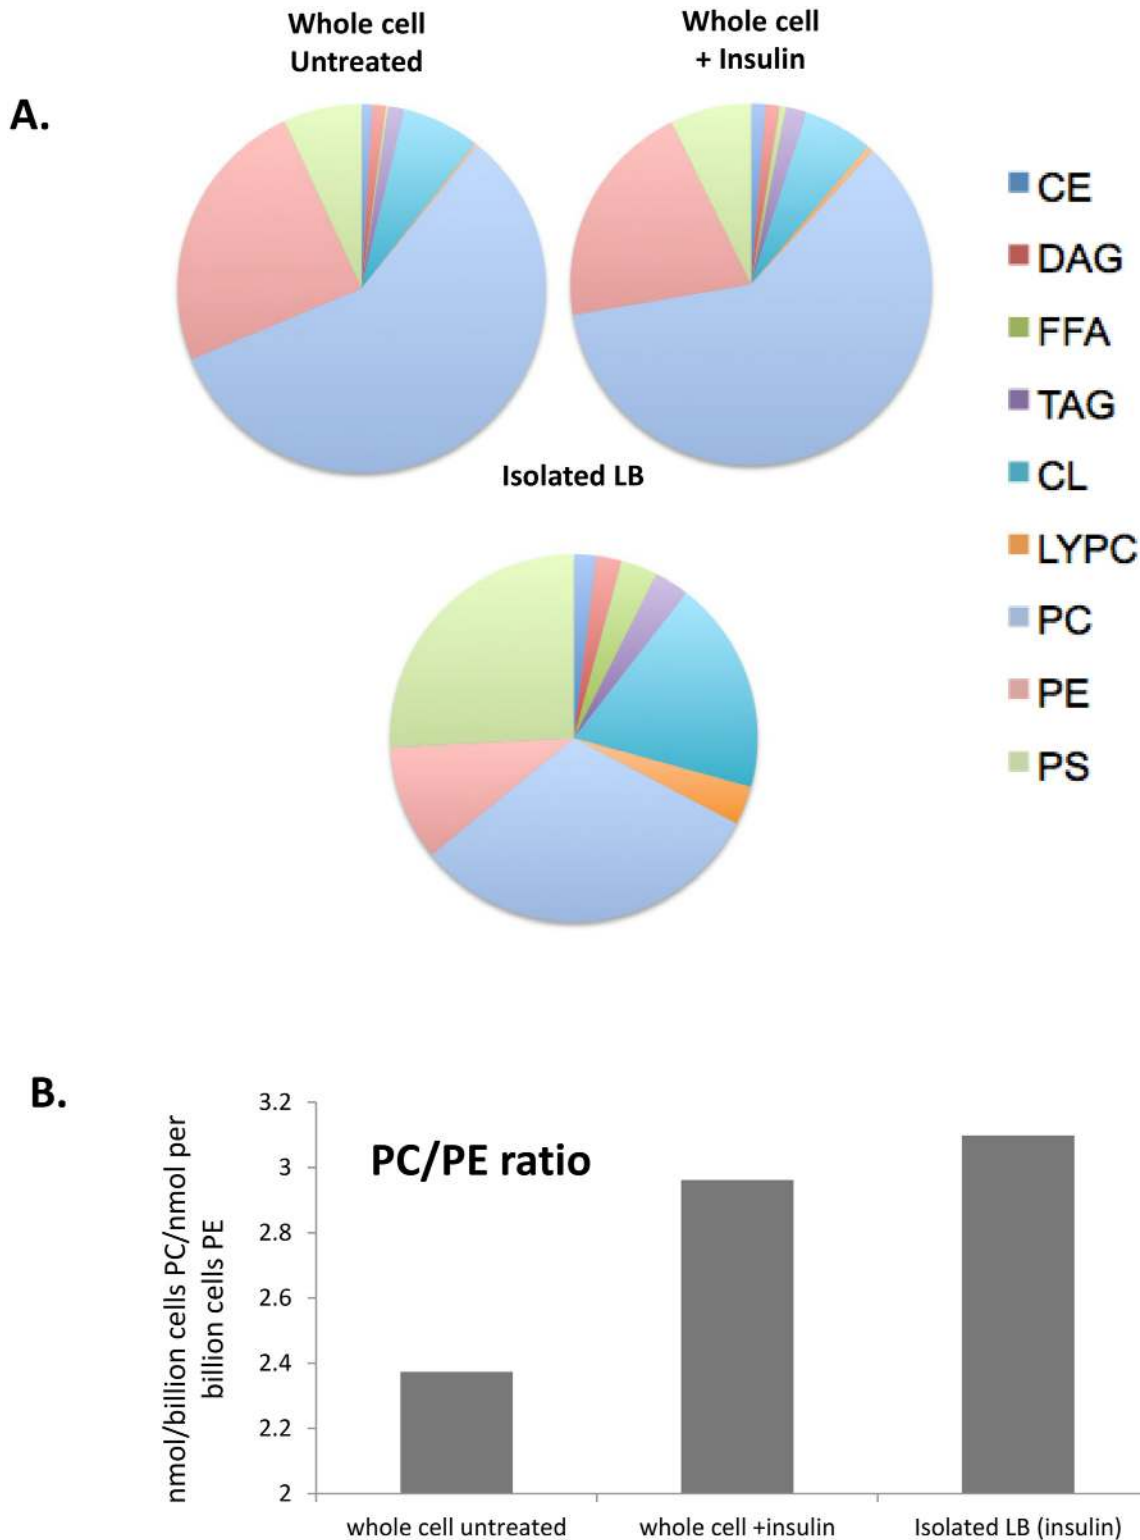 Whole cell
Untreated
Whole cell
+ Insulin
A.
CE
DAG
FFA
TAG
CL
LYPC
PC
PE
PS
Isolated LB
B.
PC/PE ratio
nmol/billion cells PC/nmol per
billion cells PE
3.2
3
2.8
2.6
2.4
2.2
2
whole cell untreated
whole cell +insulin
Isolated LB (insulin)